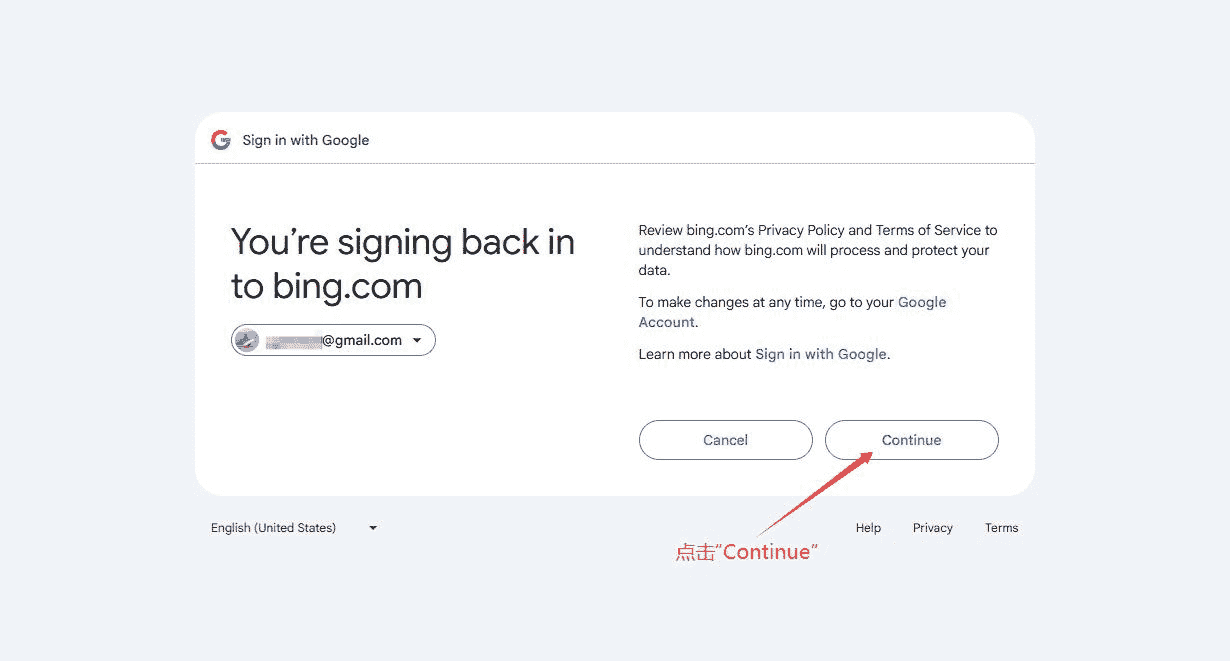 Sign in with Google
You’re signing back in
to bing.com
@gmail.com
Review bing.com’s Privacy Policy and Terms of Service to
understand how bing.com will process and protect your
data.
To make changes at any time, go to your Google
Account.
Learn more about Sign in with Google.
Cancel
Continue
English (United States)
Help
Privacy
Terms
点击“Continue”